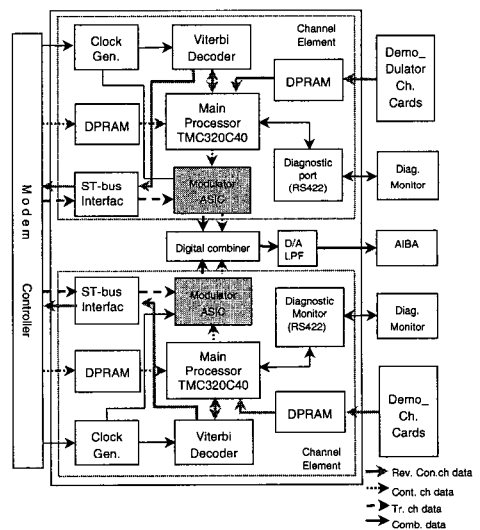 Modem Controller
Channel
Element
Clock
Gen.
Viterbi
Decoder
DPRAM
Demo_
Dulator
Ch.
Cards
DPRAM
Main
Processor
TMC320C40
Diagnostic
port
(RS422)
Diag.
Monitor
ST-bus
Interfac
Modulator
ASIC
Digital combiner
D/A
LPF
AIBA
ST-bus
Interfac
Modulator
ASIC
Diagnostic
Monitor
(RS422)
Diag.
Monitor
DPRAM
Main
Processor
TMC320C40
DPRAM
Demo_
Ch.
Cards
Clock
Gen.
Viterbi
Decoder
Channel
Element
Rev. Con.ch data
Cont. ch data
Tr. ch data
Comb. data